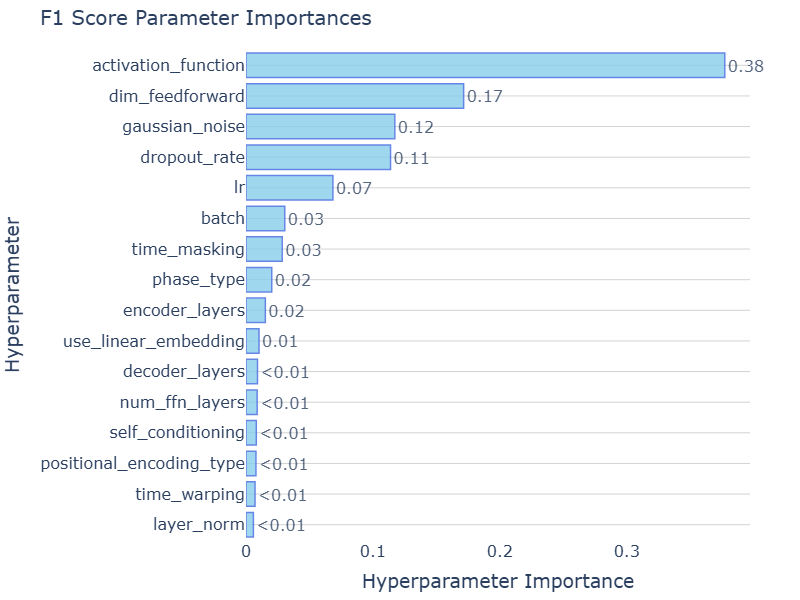 F1 Score Parameter Importances
activation_function 0.38
dim_feedforward 0.17
gaussian_noise 0.12
dropout_rate 0.11
lr 0.07
batch 0.03
time_masking 0.03
phase_type 0.02
encoder_layers 0.02
use_linear_embedding 0.01
decoder_layers <0.01
num_ffn_layers <0.01
self_conditioning <0.01
positional_encoding_type <0.01
time_warping <0.01
layer_norm <0.01
0 0.1 0.2 0.3
Hyperparameter Importance
Hyperparameter